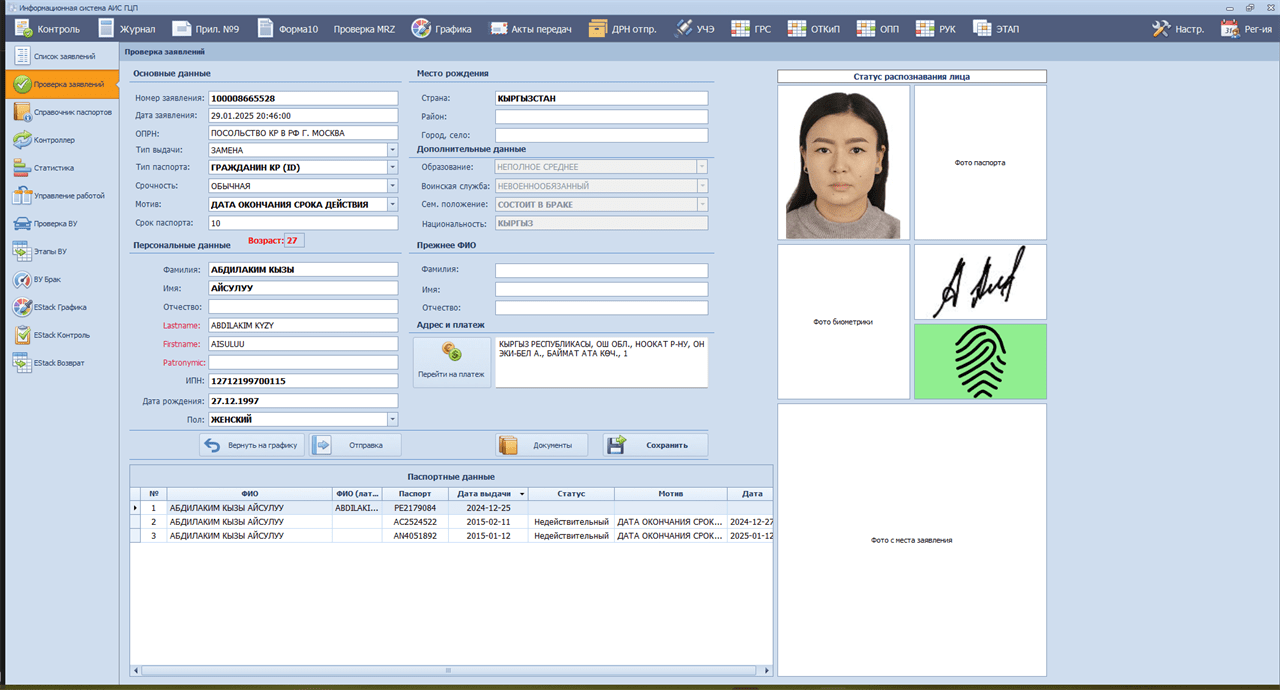 Информационная система АИС ГЦП
Контроль Журнал Прил. №9 Форма10 Проверка MRZ Графика Акты передач ДРН отпр. УЧЭ ГРС ОТКиП ОПП РУК ЭТАП Настр. Рег-ия
Список заявлений
Проверка заявлений
Справочник паспортов
Контроллер
Статистика
Управление работой
Проверка ВУ
Этапы ВУ
ВУ Брак
EStack Графика
EStack Контроль
EStack Возврат
Проверка заявлений
Основные данные
Номер заявления: 100008665528
Дата заявления: 29.01.2025 20:46:00
ОПРН: ПОСОЛЬСТВО КР В РФ Г. МОСКВА
Тип выдачи: ЗАМЕНА
Тип паспорта: ГРАЖДАНИН КР (ID)
Срочность: ОБЫЧНАЯ
Мотив: ДАТА ОКОНЧАНИЯ СРОКА ДЕЙСТВИЯ
Срок паспорта: 10
Персональные данные Возраст: 27
Фамилия: АБДИЛАКИМ КЫЗЫ
Имя: АЙСУЛУУ
Отчество:
Lastname: ABDILAKIM KYZY
Firstname: AISULUU
Patronymic:
ИПН: 12712199700115
Дата рождения: 27.12.1997
Пол: ЖЕНСКИЙ
Место рождения
Страна: КЫРГЫЗСТАН
Район:
Город, село:
Дополнительные данные
Образование: НЕПОЛНОЕ СРЕДНЕЕ
Воинская служба: НЕВОЕННООБЯЗАННЫЙ
Сем. положение: СОСТОИТ В БРАКЕ
Национальность: КЫРГЫЗ
Прежнее ФИО
Фамилия:
Имя:
Отчество:
Адрес и платеж
Перейти на платеж
КЫРГЫЗ РЕСПУБЛИКАСЫ, ОШ ОБЛ., НООКАТ Р-НУ, ОН
ЭКИ-БЕЛ А., БАЙМАТ АТА КӨЧ., 1
Вернуть на графику Отправка Документы Сохранить
Паспортные данные
№ ФИО ФИО (лат... Паспорт Дата выдачи Статус Мотив Дата
1 АБДИЛАКИМ КЫЗЫ АЙСУЛУУ ABDILAKI... PE2179084 2024-12-25
2 АБДИЛАКИМ КЫЗЫ АЙСУЛУУ AC2524522 2015-02-11 Недействительный ДАТА ОКОНЧАНИЯ СРОК... 2024-12-27
3 АБДИЛАКИМ КЫЗЫ АЙСУЛУУ AN4051892 2015-01-12 Недействительный ДАТА ОКОНЧАНИЯ СРОК... 2025-01-12
Статус распознавания лица
Фото паспорта
Фото биометрики
Фото с места заявления